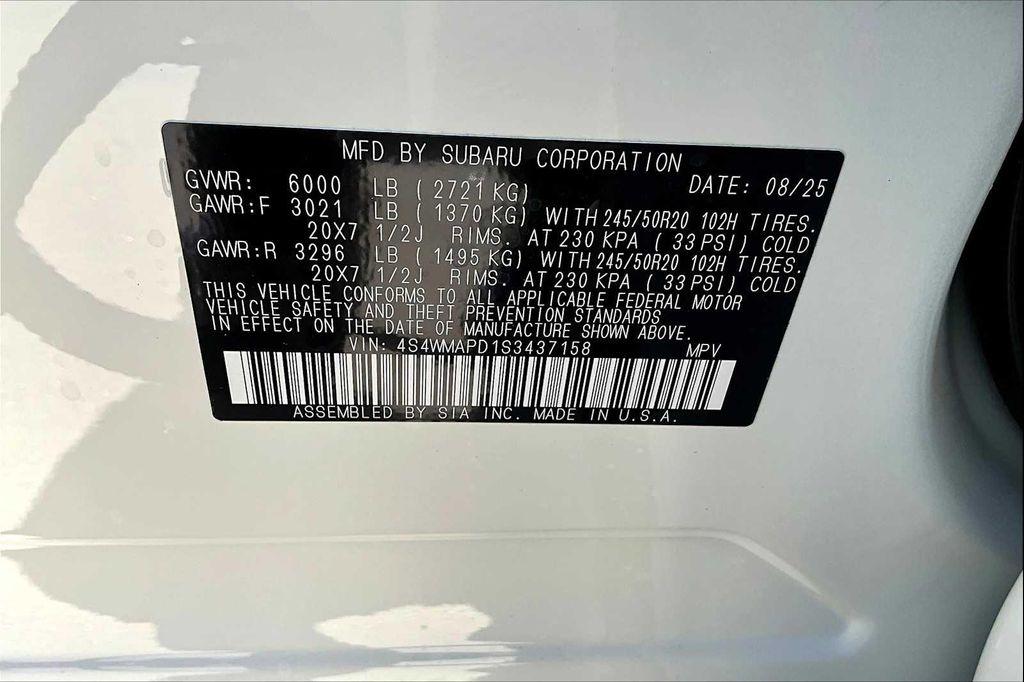 MFD BY SUBARU CORPORATION
GVWR: 6000 LB ( 2721 KG) DATE: 08/25
GAWR:F 3021 LB ( 1370 KG) WITH 245/50R20 102H TIRES.
20X7 1/2J RIMS. AT 230 KPA ( 33 PSI) COLD
GAWR:R 3296 LB ( 1495 KG) WITH 245/50R20 102H TIRES.
20X7 1/2J RIMS. AT 230 KPA ( 33 PSI) COLD
THIS VEHICLE CONFORMS TO ALL APPLICABLE FEDERAL MOTOR
VEHICLE SAFETY AND THEFT PREVENTION STANDARDS
IN EFFECT ON THE DATE OF MANUFACTURE SHOWN ABOVE.
VIN: 4S4WMAPD1S3437158 MPV
ASSEMBLED BY SIA INC. MADE IN U.S.A.